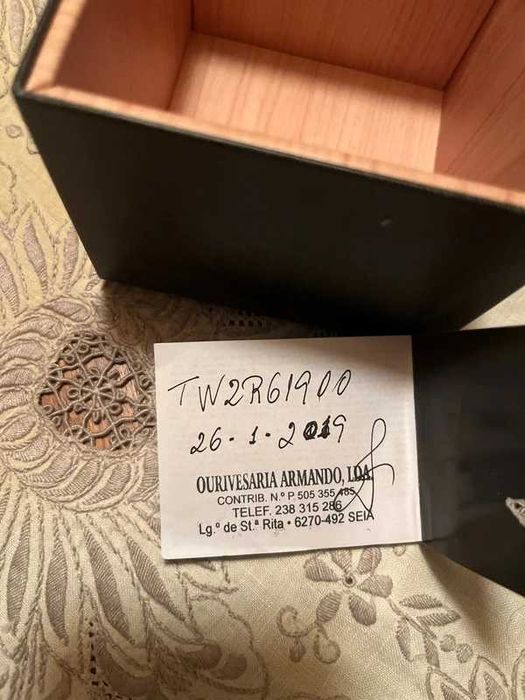 TW2R61900
26-1-2019
OURIVESARIA ARMANDO, LDA.
CONTRIB. N.º P. 505 355 485
TELEF. 238 315 286
Lg.º de St.ª Rita • 6270-492 SEIA